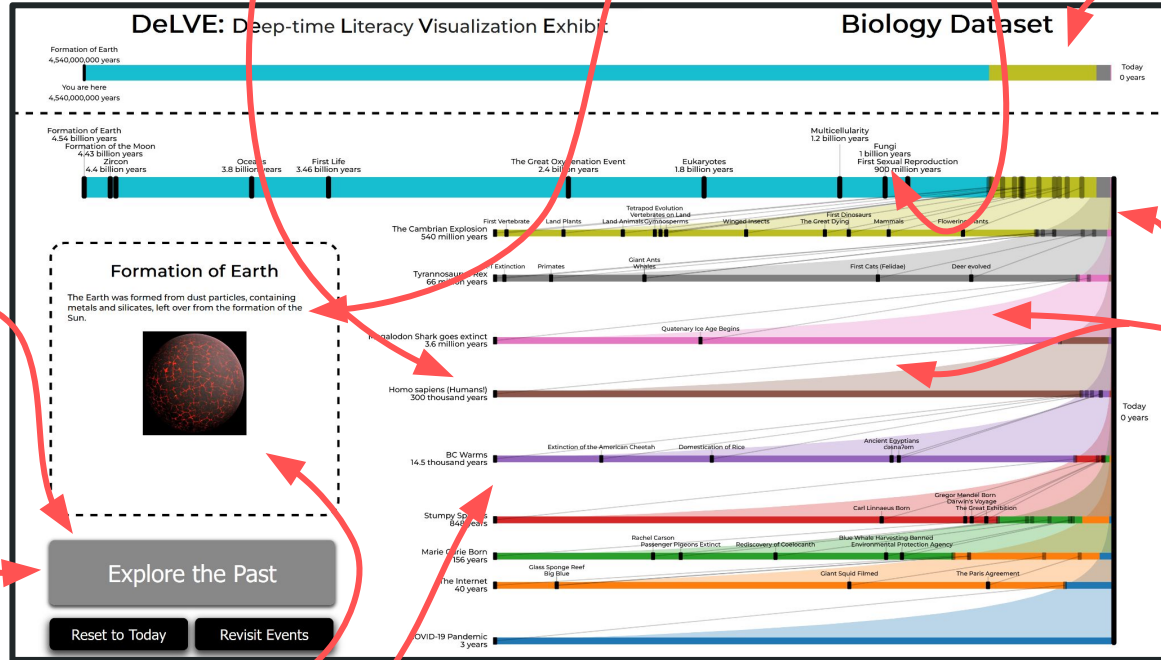 DeLVE: Deep-time Literacy Visualization Exhibit
Biology Dataset
Formation of Earth
4,540,000,000 years
You are here
4,540,000,000 years
Today
0 years
Formation of Earth
4.54 billion years
Formation of the Moon
4.43 billion years
Zircon
4.4 billion years
Oceans
3.8 billion years
First Life
3.46 billion years
The Great Oxygenation Event
2.4 billion years
Eukaryotes
1.8 billion years
Multicellularity
1.2 billion years
Fungi
1 billion years
First Sexual Reproduction
900 million years
The Cambrian Explosion
540 million years
First Vertebrate
Land Plants
Land Animals
Tetrapod Evolution
Vertebrates on Land
Gymnosperms
Winged Insects
First Dinosaurs
The Great Dying
Mammals
Flowering Plants
Tyrannosaurus Rex
66 million years
Extinction
Primates
Giant Ants
Whales
First Cats (Felidae)
Deer evolved
Megalodon Shark goes extinct
3.6 million years
Quatenary Ice Age Begins
Homo sapiens (Humans!)
300 thousand years
BC Warms
14.5 thousand years
Extinction of the American Cheetah
Domestication of Rice
Ancient Egyptians
c̓əsnaʔəm
Stumpy
848 years
Carl Linnaeus Born
Gregor Mendel Born
Darwin's Voyage
The Great Exhibition
Marie Curie Born
156 years
Rachel Carson
Passenger Pigeons Extinct
Rediscovery of Coelocanth
Blue Whale Harvesting Banned
Environmental Protection Agency
The Internet
40 years
Glass Sponge Reef
Big Blue
Giant Squid Filmed
The Paris Agreement
COVID-19 Pandemic
3 years
Today
0 years
Formation of Earth
The Earth was formed from dust particles, containing
metals and silicates, left over from the formation of the
Sun.
Explore the Past
Reset to Today
Revisit Events